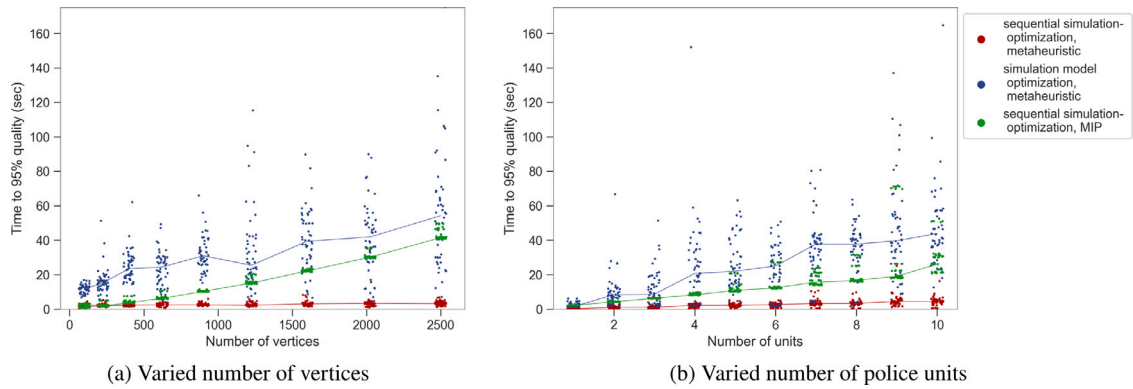 160
140
120
100
80
60
40
20
0
Time to 95% quality (sec)
0
500
1000
1500
2000
2500
Number of vertices
(a) Varied number of vertices
160
140
120
100
80
60
40
20
0
Time to 95% quality (sec)
2
4
6
8
10
Number of units
(b) Varied number of police units
sequential simulation-
optimization,
metaheuristic
simulation model
optimization,
metaheuristic
sequential simulation-
optimization, MIP